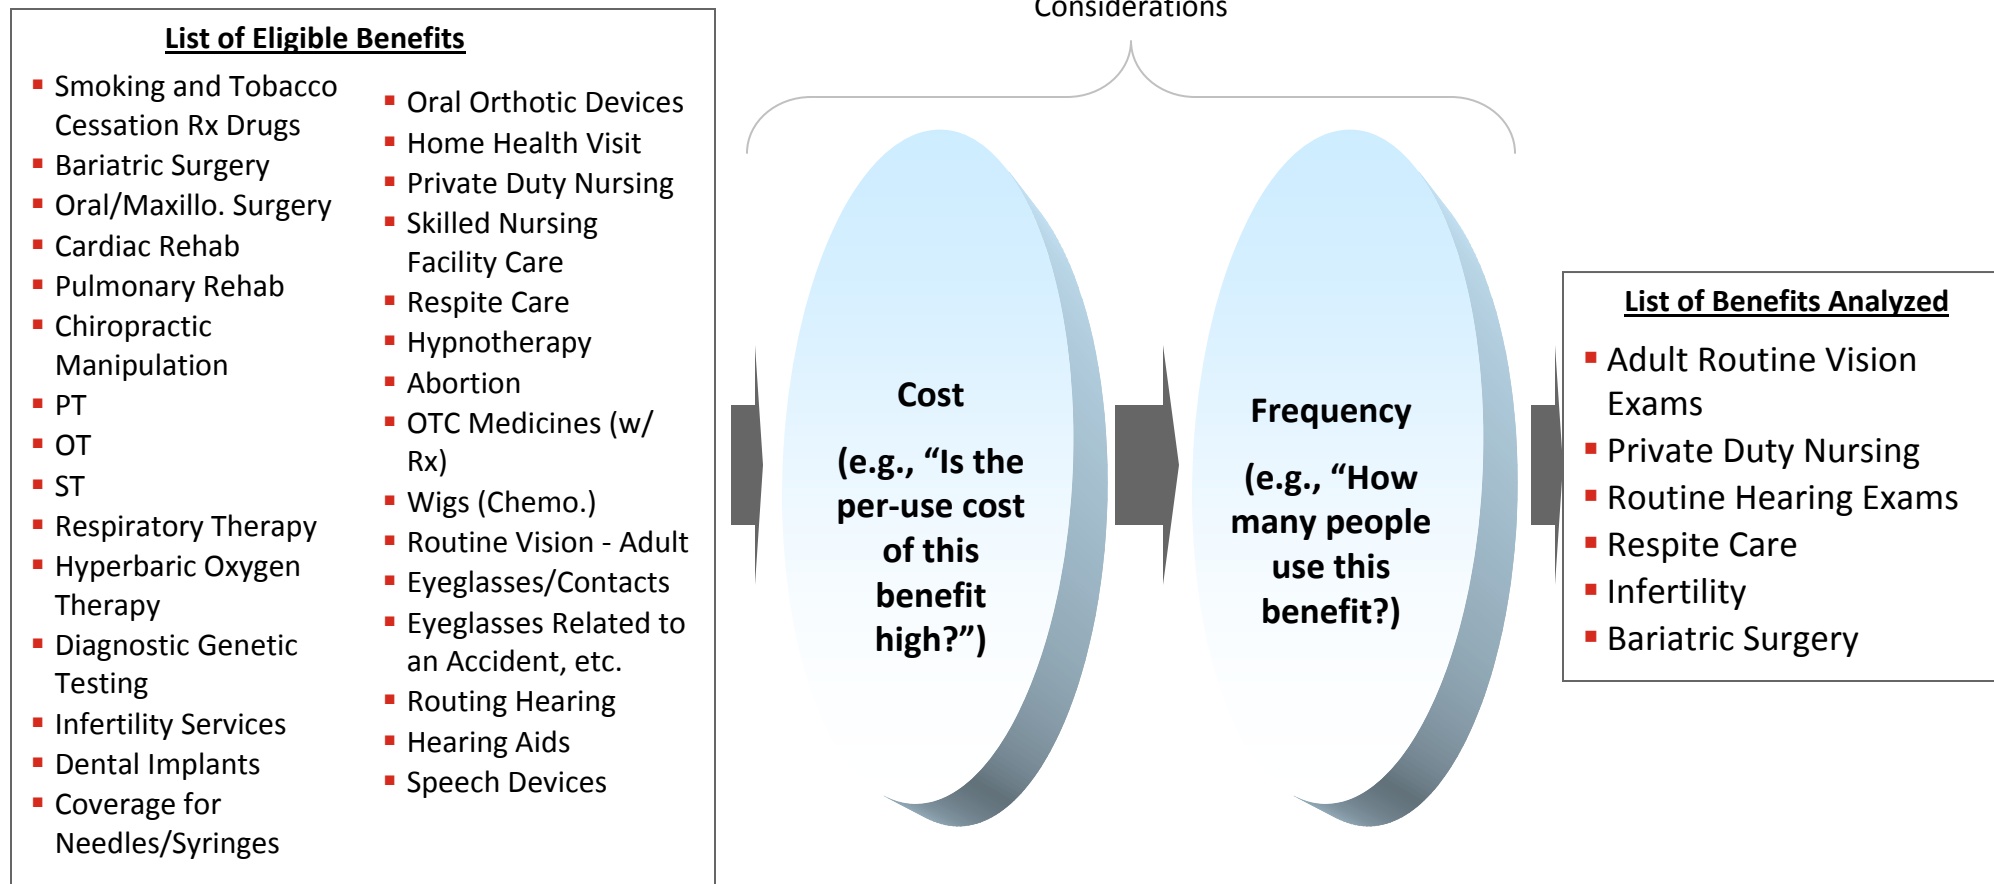 Considerations
List of Eligible Benefits
▪ Smoking and Tobacco
Cessation Rx Drugs
▪ Bariatric Surgery
▪ Oral/Maxillo. Surgery
▪ Cardiac Rehab
▪ Pulmonary Rehab
▪ Chiropractic
Manipulation
▪ PT
▪ OT
▪ ST
▪ Respiratory Therapy
▪ Hyperbaric Oxygen
Therapy
▪ Diagnostic Genetic
Testing
▪ Infertility Services
▪ Dental Implants
▪ Coverage for
Needles/Syringes
▪ Oral Orthotic Devices
▪ Home Health Visit
▪ Private Duty Nursing
▪ Skilled Nursing
Facility Care
▪ Respite Care
▪ Hypnotherapy
▪ Abortion
▪ OTC Medicines (w/
Rx)
▪ Wigs (Chemo.)
▪ Routine Vision - Adult
▪ Eyeglasses/Contacts
▪ Eyeglasses Related to
an Accident, etc.
▪ Routing Hearing
▪ Hearing Aids
▪ Speech Devices
Cost
(e.g., “Is the
per-use cost
of this
benefit
high?”)
Frequency
(e.g., “How
many people
use this
benefit?)
List of Benefits Analyzed
▪ Adult Routine Vision
Exams
▪ Private Duty Nursing
▪ Routine Hearing Exams
▪ Respite Care
▪ Infertility
▪ Bariatric Surgery